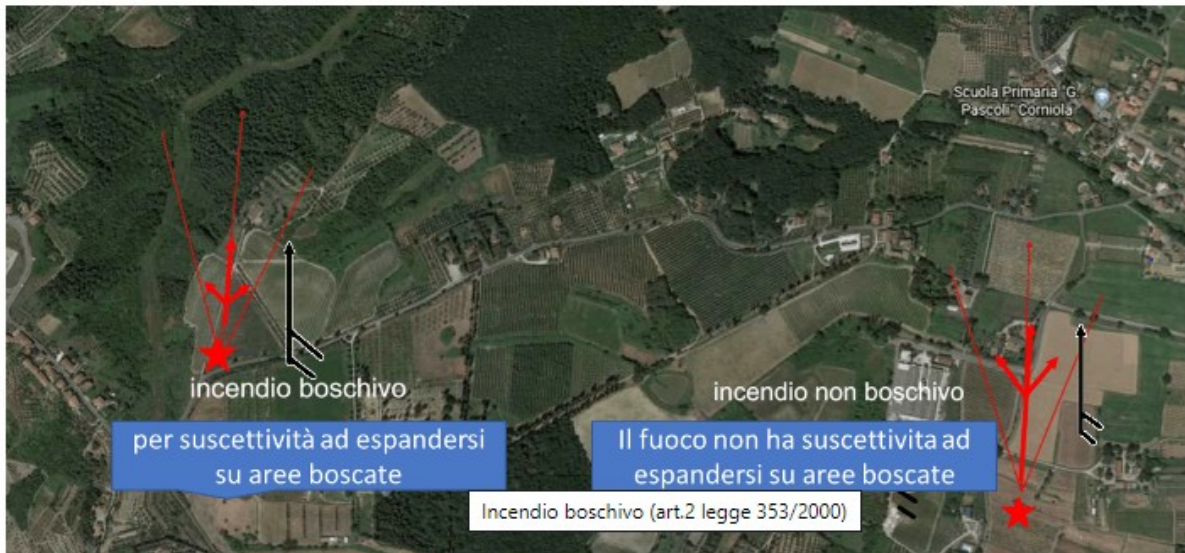 Scuola Primaria "G.
Pascoli" Corniola
incendio boschivo
incendio non boschivo
per suscettività ad espandersi
su aree boscate
Il fuoco non ha suscettivita ad
espandersi su aree boscate
Incendio boschivo (art.2 legge 353/2000)